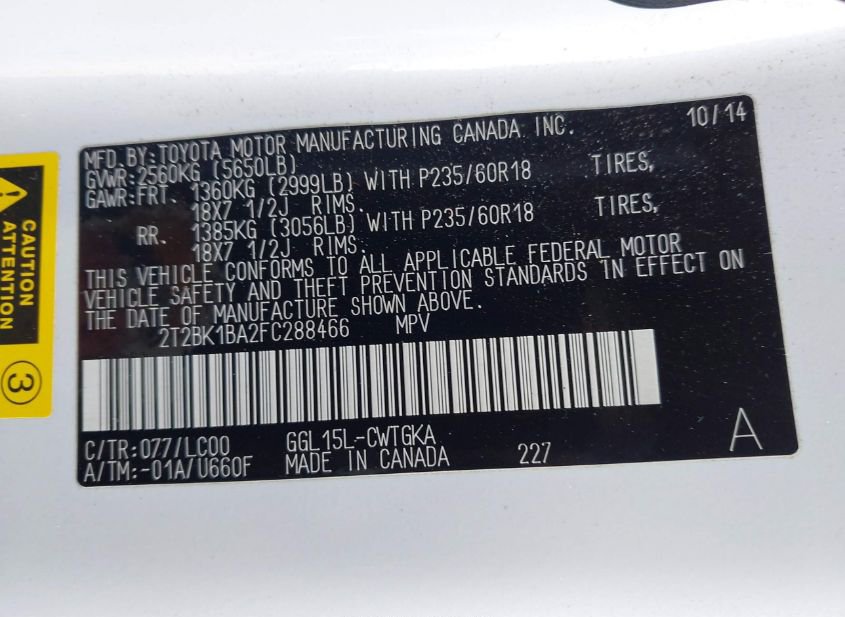 MFD.BY:TOYOTA MOTOR MANUFACTURING CANADA INC. 10/14
GVWR:2560KG (5650LB)
GAWR:FRT. 1360KG (2999LB) WITH P235/60R18 TIRES,
18X7 1/2J RIMS.
RR. 1385KG (3056LB) WITH P235/60R18 TIRES,
18X7 1/2J RIMS.
THIS VEHICLE CONFORMS TO ALL APPLICABLE FEDERAL MOTOR
VEHICLE SAFETY AND THEFT PREVENTION STANDARDS IN EFFECT ON
THE DATE OF MANUFACTURE SHOWN ABOVE.
2T2BK1BA2FC288466 MPV
C/TR:077/LC00 GGL15L-CWTGKA
A/TM:-01A/U660F MADE IN CANADA 227 A
CAUTION
ATTENTION
3